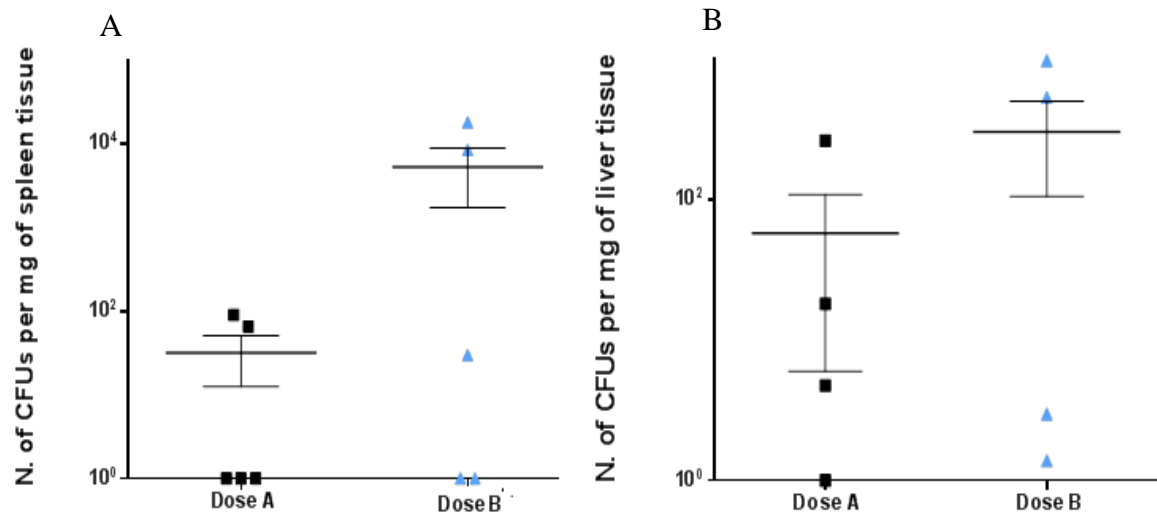 A
N. of CFUs per mg of spleen tissue
10⁴
10²
10⁰
Dose A
Dose B
B
N. of CFUs per mg of liver tissue
10²
10⁰
Dose A
Dose B